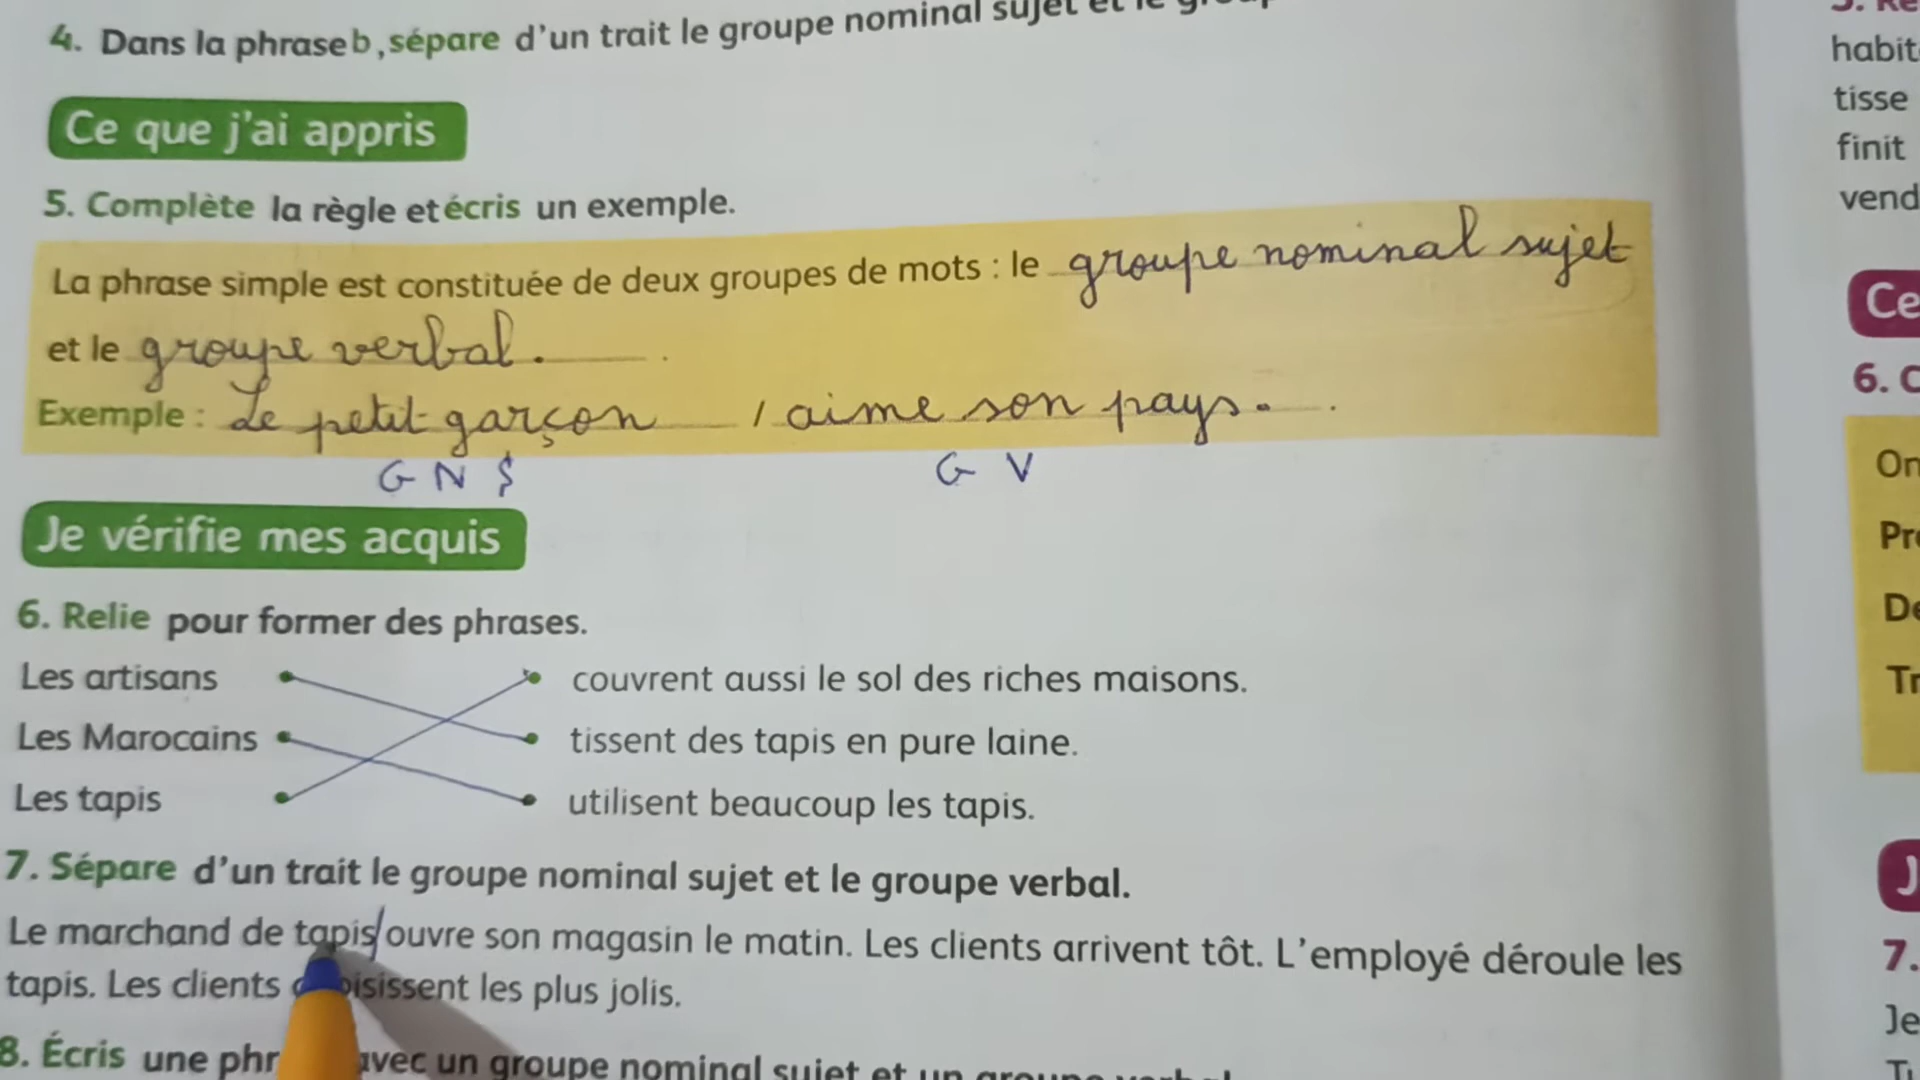 4. Dans la phrase b, sépare d'un trait le groupe nominal sujet et le
Ce que j'ai appris
5. Complète la règle et écris un exemple.
La phrase simple est constituée de deux groupes de mots : le groupe nominal sujet
et le groupe verbal.
Exemple : Le petit garçon / aime son pays.
G N S G V
Je vérifie mes acquis
6. Relie pour former des phrases.
Les artisans couvrent aussi le sol des riches maisons.
Les Marocains tissent des tapis en pure laine.
Les tapis utilisent beaucoup les tapis.
7. Sépare d'un trait le groupe nominal sujet et le groupe verbal.
Le marchand de tapis/ouvre son magasin le matin. Les clients arrivent tôt. L'employé déroule les
tapis. Les clients les plus jolis.
8. Écris une avec un groupe nominal sujet et un
habit
tisse
finit
vend
Ce
6. C
On
Pr
De
Tr
J
7.
Je